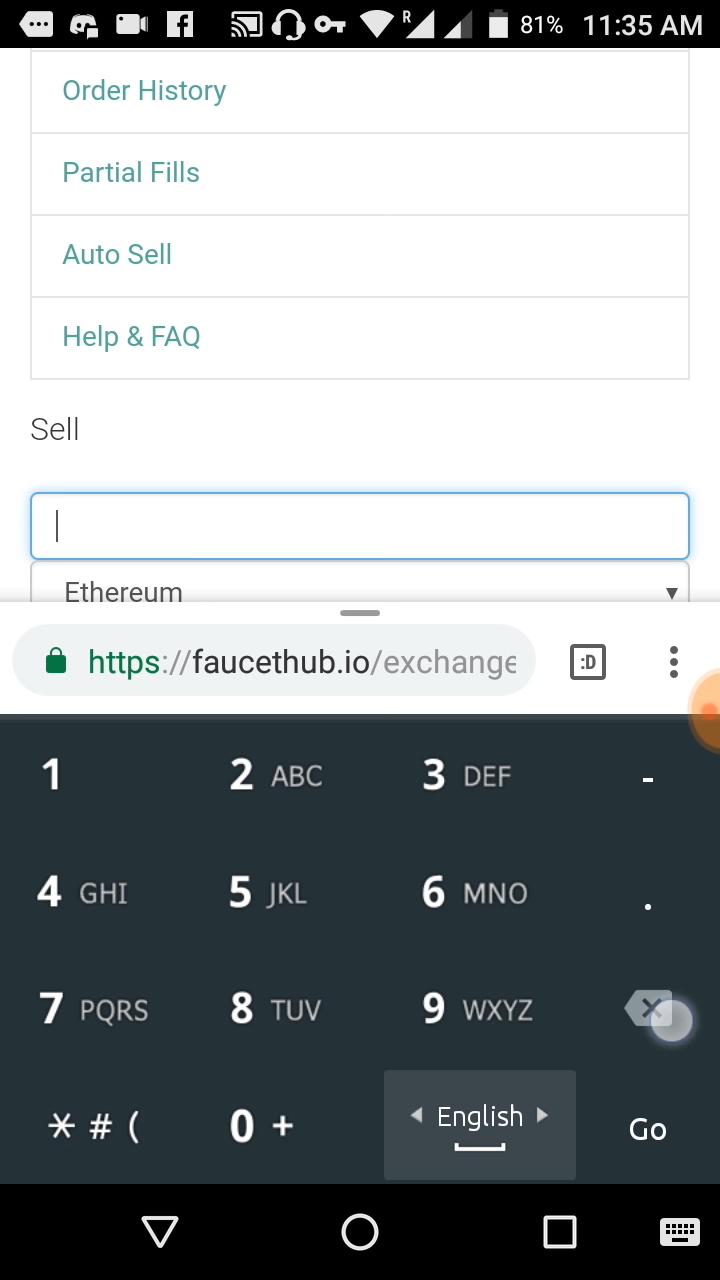 R 81% 11:35 AM
Order History
Partial Fills
Auto Sell
Help & FAQ
Sell
Ethereum
https://faucethub.io/exchange
:D
1 2 ABC 3 DEF -
4 GHI 5 JKL 6 MNO .
7 PQRS 8 TUV 9 WXYZ
* # ( 0 + English Go